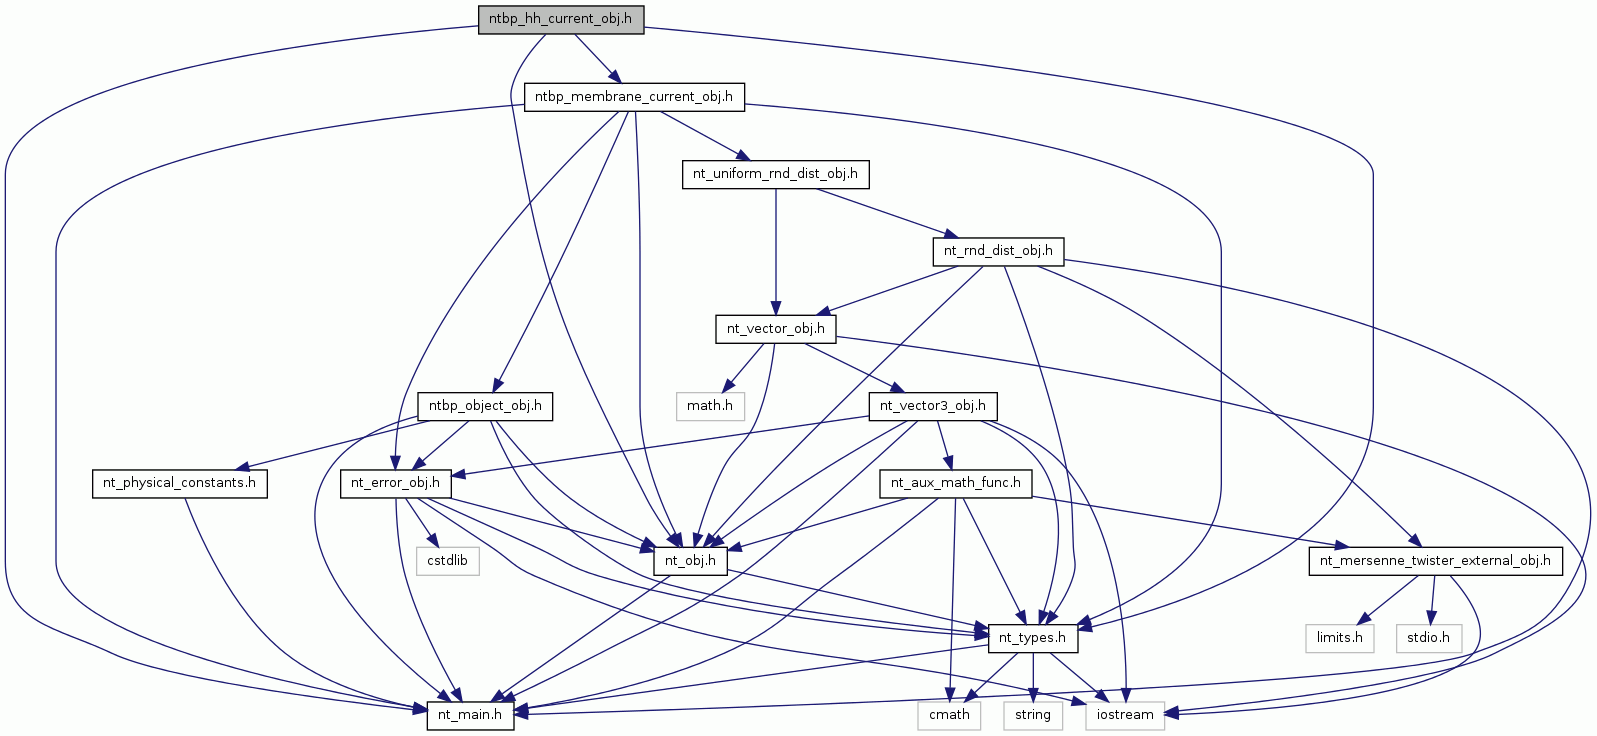 ntbp_hh_current_obj.h
ntbp_membrane_current_obj.h
nt_uniform_rnd_dist_obj.h
nt_rnd_dist_obj.h
nt_vector_obj.h
ntbp_object_obj.h
math.h
nt_vector3_obj.h
nt_physical_constants.h
nt_error_obj.h
nt_aux_math_func.h
cstdlib
nt_obj.h
nt_mersenne_twister_external_obj.h
nt_types.h
limits.h
stdio.h
nt_main.h
cmath
string
iostream